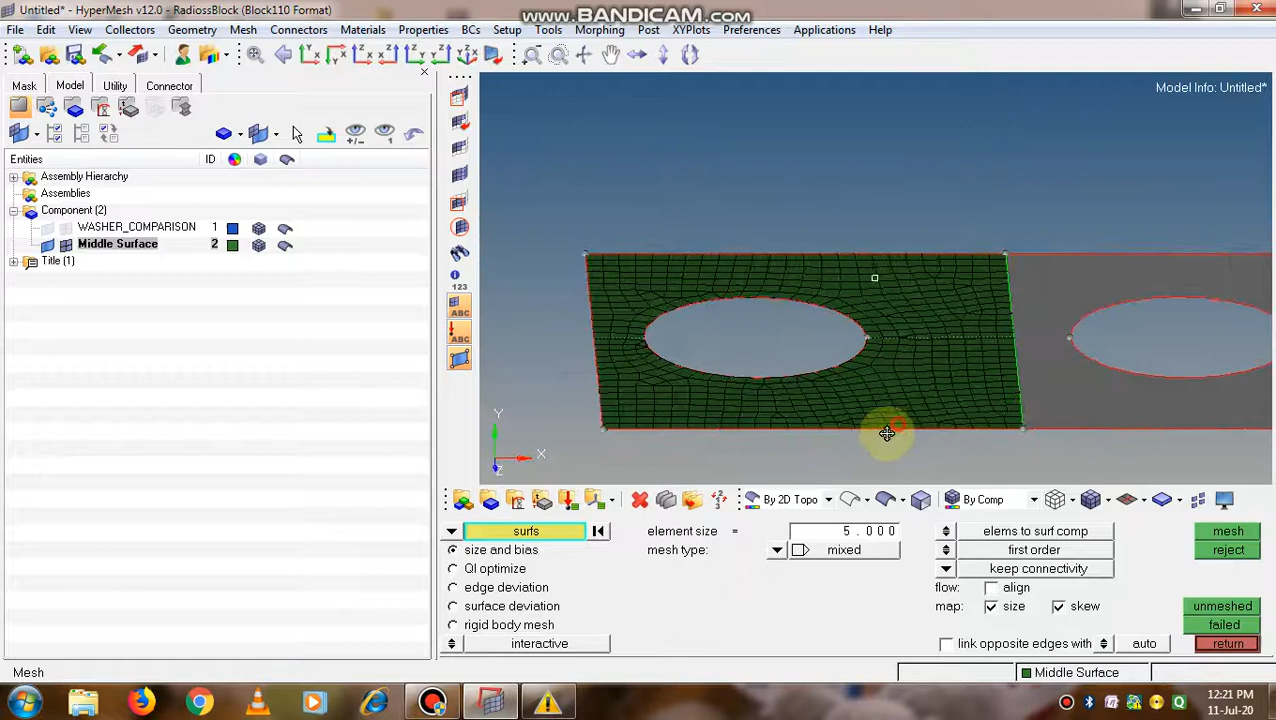 Untitled* - HyperMesh v12.0 - RadiossBlock (Block110 Format)
www.BANDICAM.com
File Edit View Collectors Geometry Mesh Connectors Materials Properties BCs Setup Tools Morphing Post XYPlots Preferences Applications Help
Mask Model Utility Connector
Model Info: Untitled*
Entities ID
Assembly Hierarchy
Assemblies
Component (2)
WASHER_COMPARISON 1
Middle Surface 2
Title (1)
123
ABC
ABC
Y
X
Z
By 2D Topo
By Comp
surfs
element size = 5.000
elems to surf comp
mesh
size and bias
mesh type: mixed
first order
reject
QI optimize
keep connectivity
edge deviation
flow: align
surface deviation
map: size skew
unmeshed
rigid body mesh
failed
interactive
link opposite edges with auto
return
Mesh
Middle Surface
12:21 PM
11-Jul-20